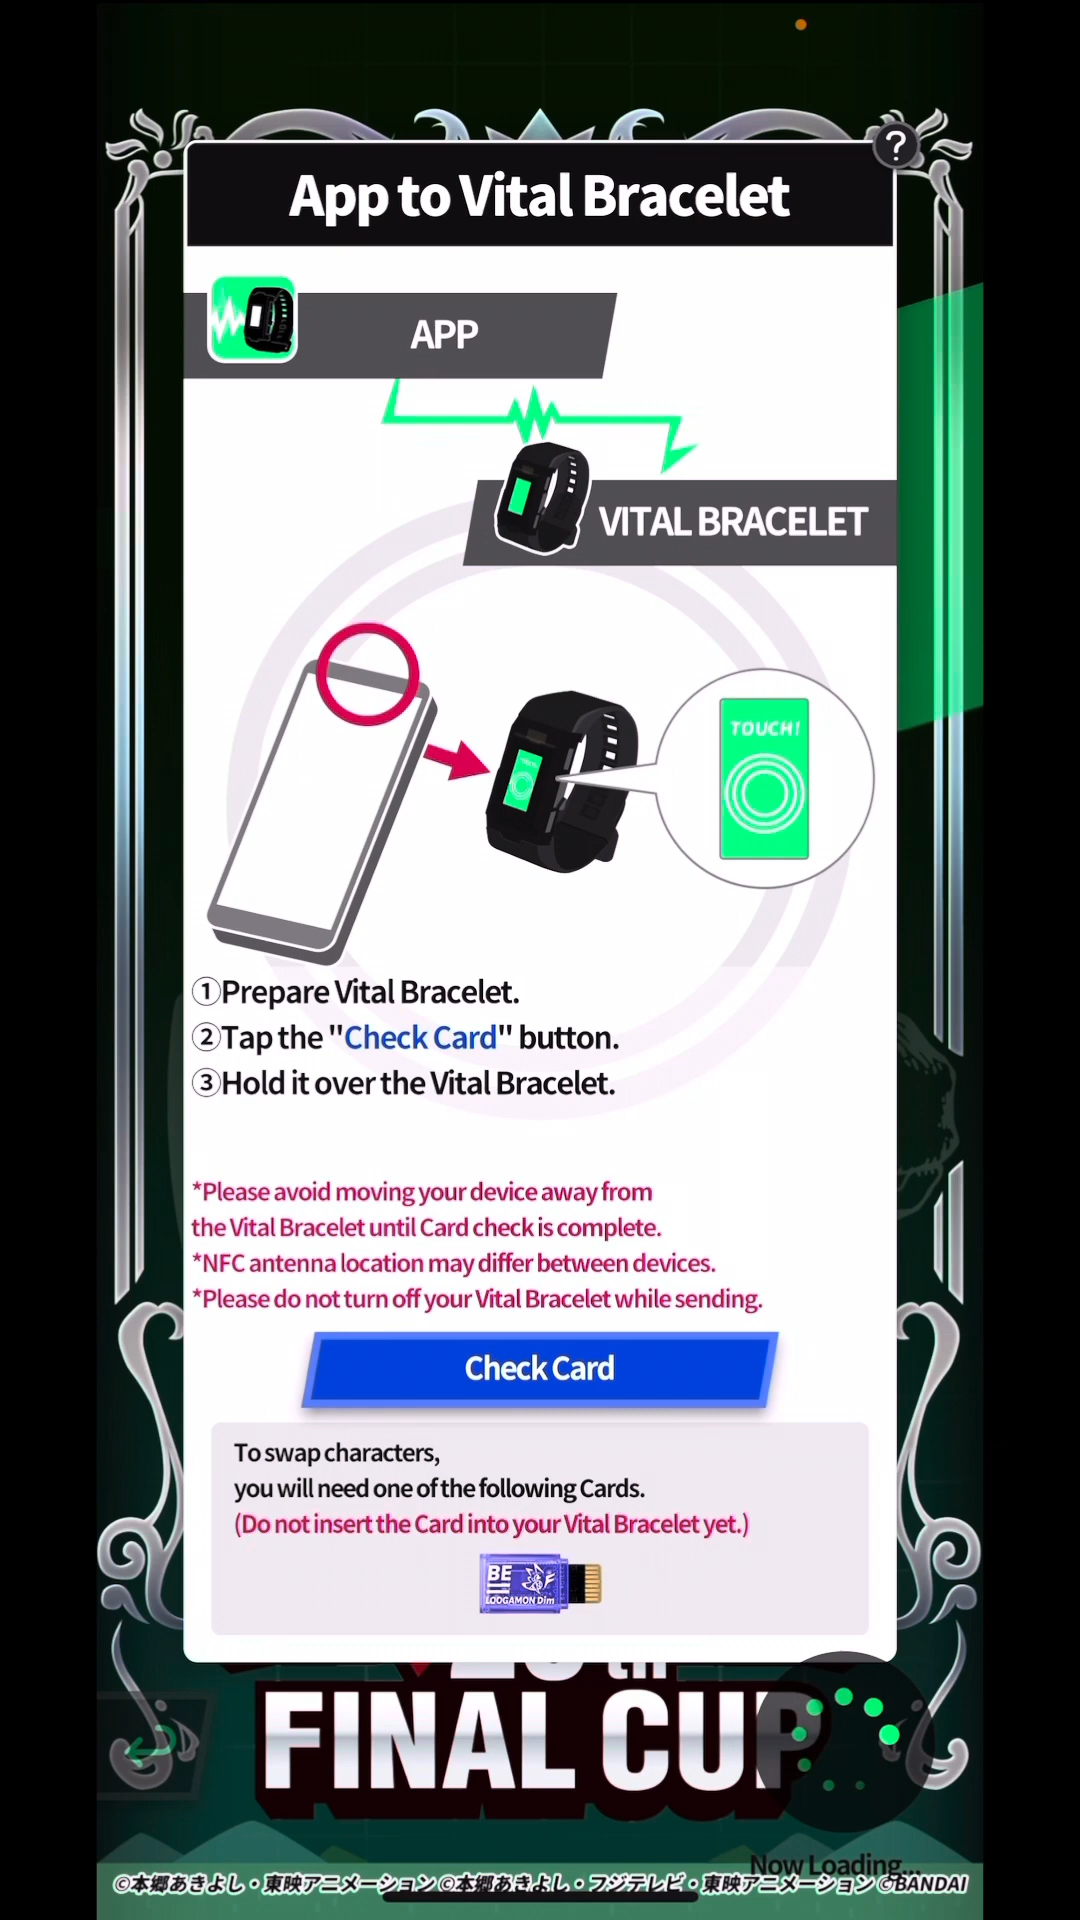 ?
App to Vital Bracelet
APP
VITAL BRACELET
TOUCH!
①Prepare Vital Bracelet.
②Tap the "Check Card" button.
③Hold it over the Vital Bracelet.
*Please avoid moving your device away from
the Vital Bracelet until Card check is complete.
*NFC antenna location may differ between devices.
*Please do not turn off your Vital Bracelet while sending.
Check Card
To swap characters,
you will need one of the following Cards.
(Do not insert the Card into your Vital Bracelet yet.)
BE
LOOGAMON Dim
FINAL CUP
Now Loading...
©本郷あきよし・東映アニメーション ©本郷あきよし・フジテレビ・東映アニメーション ©BANDAI